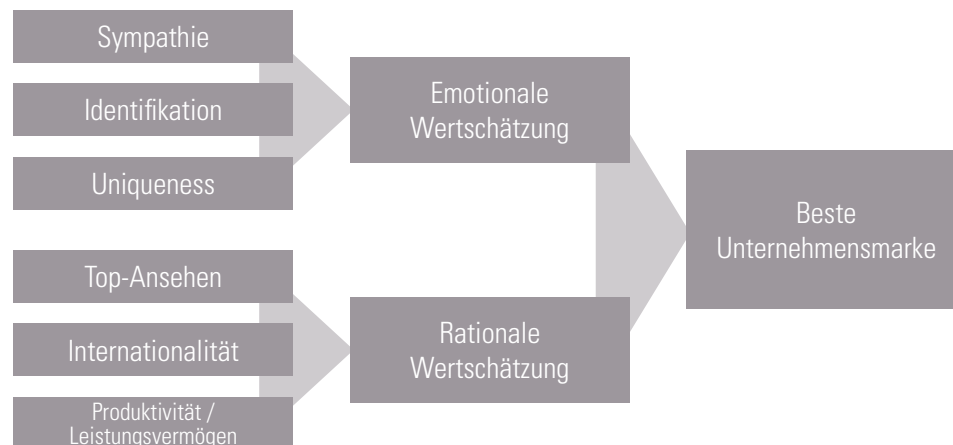 Sympathie
Identifikation
Uniqueness
Emotionale
Wertschätzung
Top-Ansehen
Internationalität
Produktivität /
Leistungsvermögen
Rationale
Wertschätzung
Beste
Unternehmensmarke